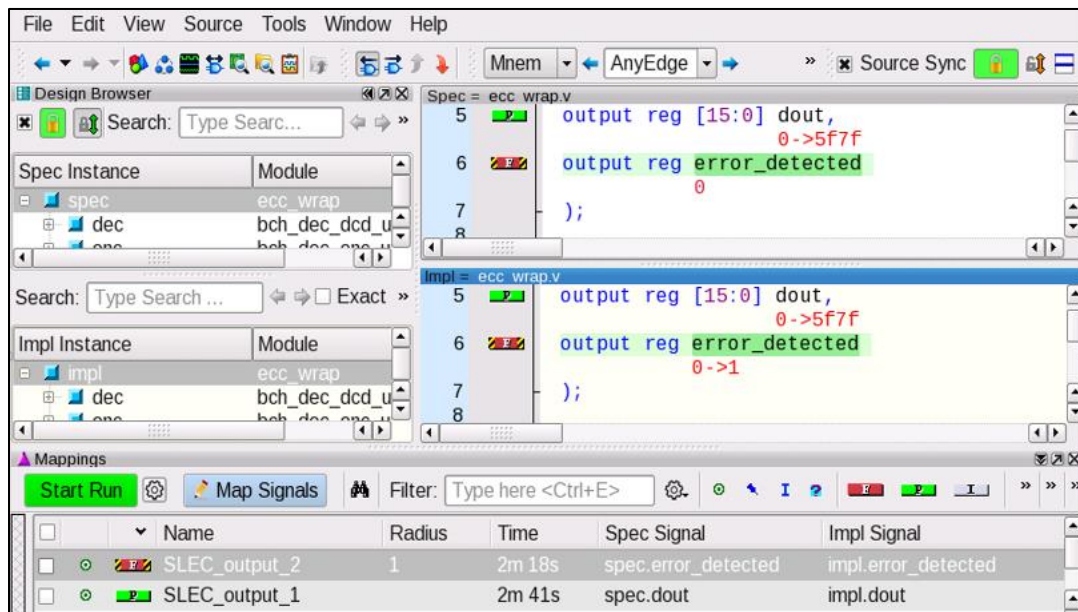 File Edit View Source Tools Window Help
Mnem AnyEdge » Source Sync
Design Browser
Search: Type Searc... »
Spec Instance Module
spec ecc_wrap
dec bch_dec_dcd_u
Search: Type Search ... Exact »
Impl Instance Module
impl ecc_wrap
dec bch_dec_dcd_u
Spec = ecc_wrap.v
5 P output reg [15:0] dout,
0->5f7f
6 F output reg error_detected
0
7 );
8
Impl = ecc_wrap.v
5 P output reg [15:0] dout,
0->5f7f
6 F output reg error_detected
0->1
7 );
8
Mappings
Start Run Map Signals Filter: Type here <Ctrl+E> I ? F P I » » »
Name Radius Time Spec Signal Impl Signal
F SLEC_output_2 1 2m 18s spec.error_detected impl.error_detected
P SLEC_output_1 2m 41s spec.dout impl.dout